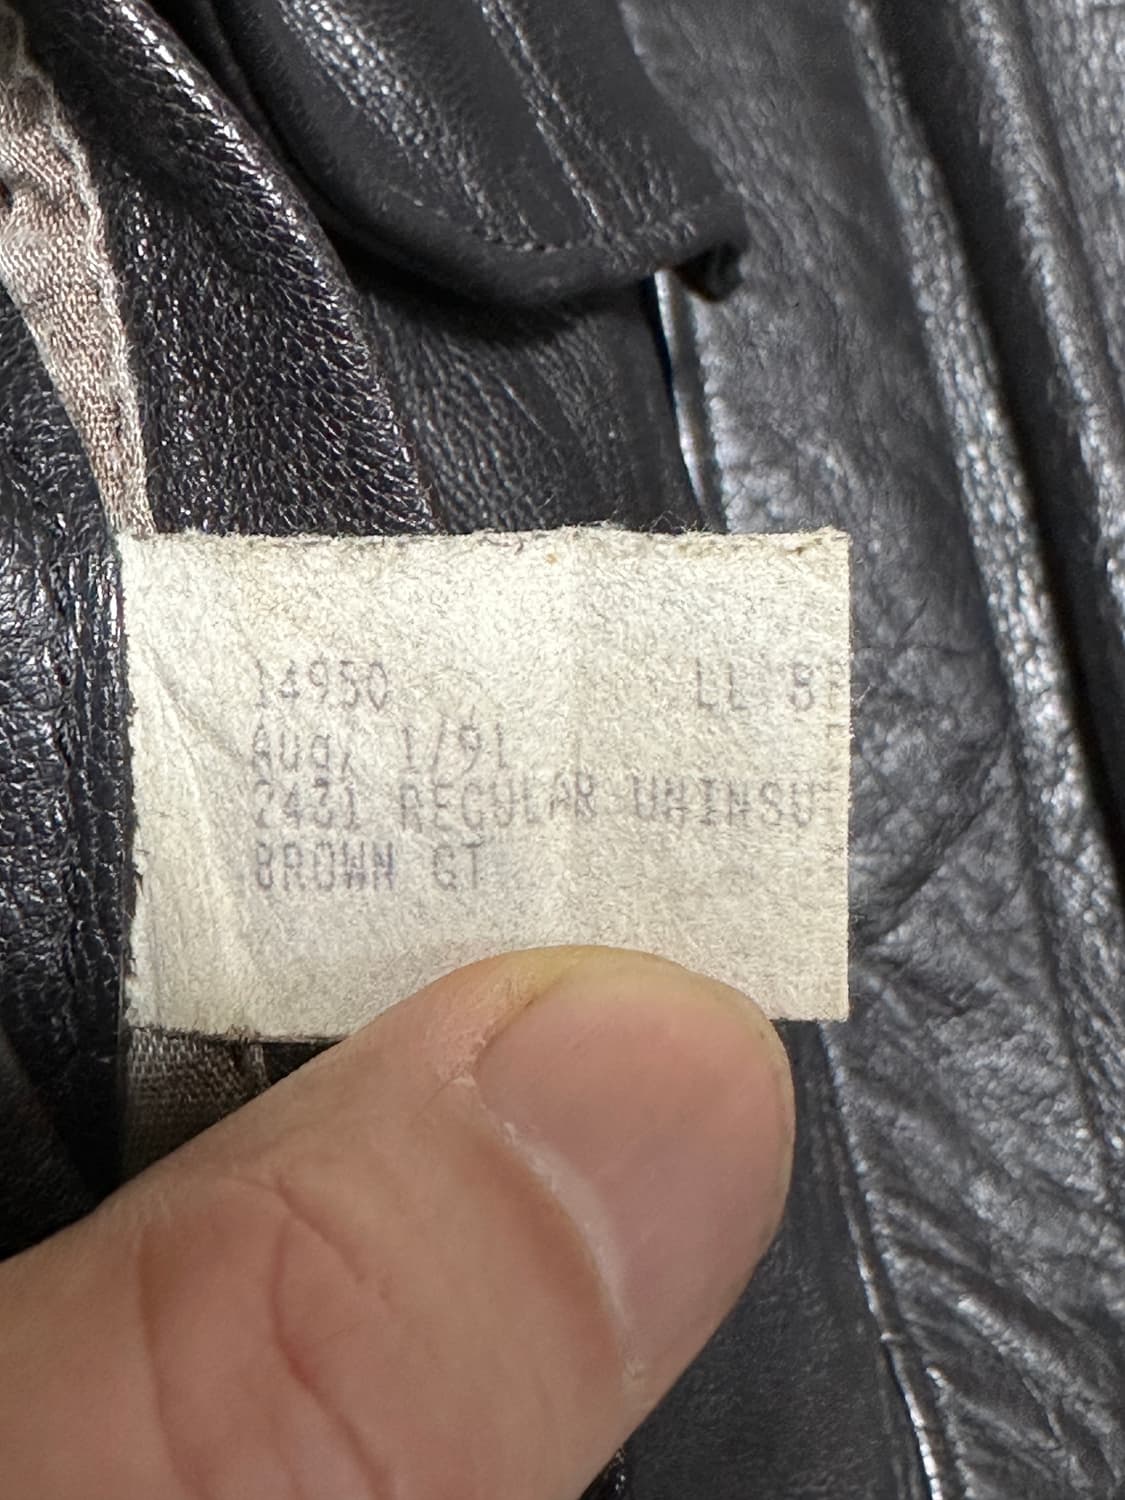 14950 LL
Aug. 1/91
2431 REGULAR UNINSU
BROWN GT